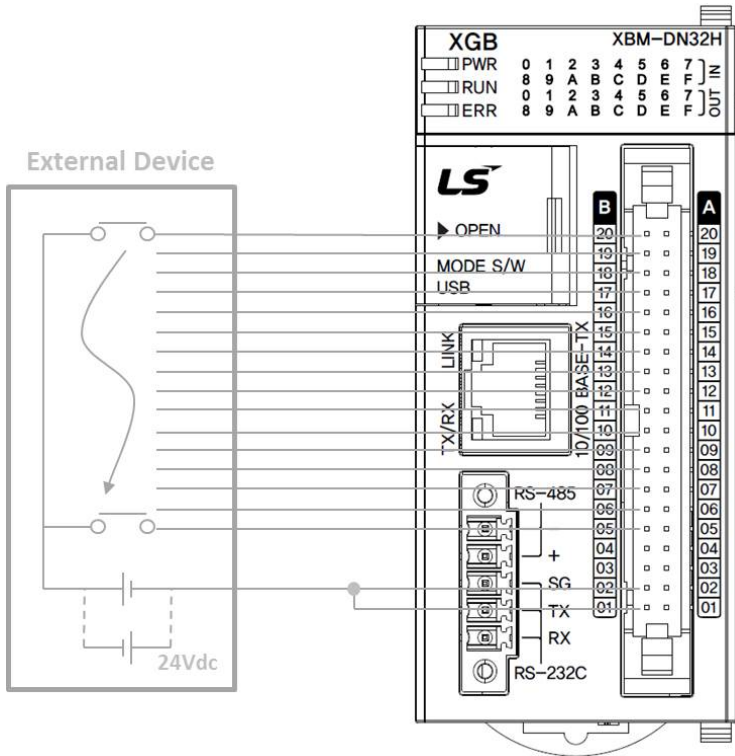 XGB XBM-DN32H
PWR 0 1 2 3 4 5 6 7
8 9 A B C D E F IN
RUN 0 1 2 3 4 5 6 7
ERR 8 9 A B C D E F OUT
External Device
LS
OPEN
MODE S/W
USB
LINK
TX/RX
10/100 BASE-TX
B A
20 20
19 19
18 18
17 17
16 16
15 15
14 14
13 13
12 12
11 11
10 10
09 09
08 08
07 07
06 06
05 05
04 04
03 03
02 02
01 01
RS-485
+
SG
TX
RX
RS-232C
24Vdc